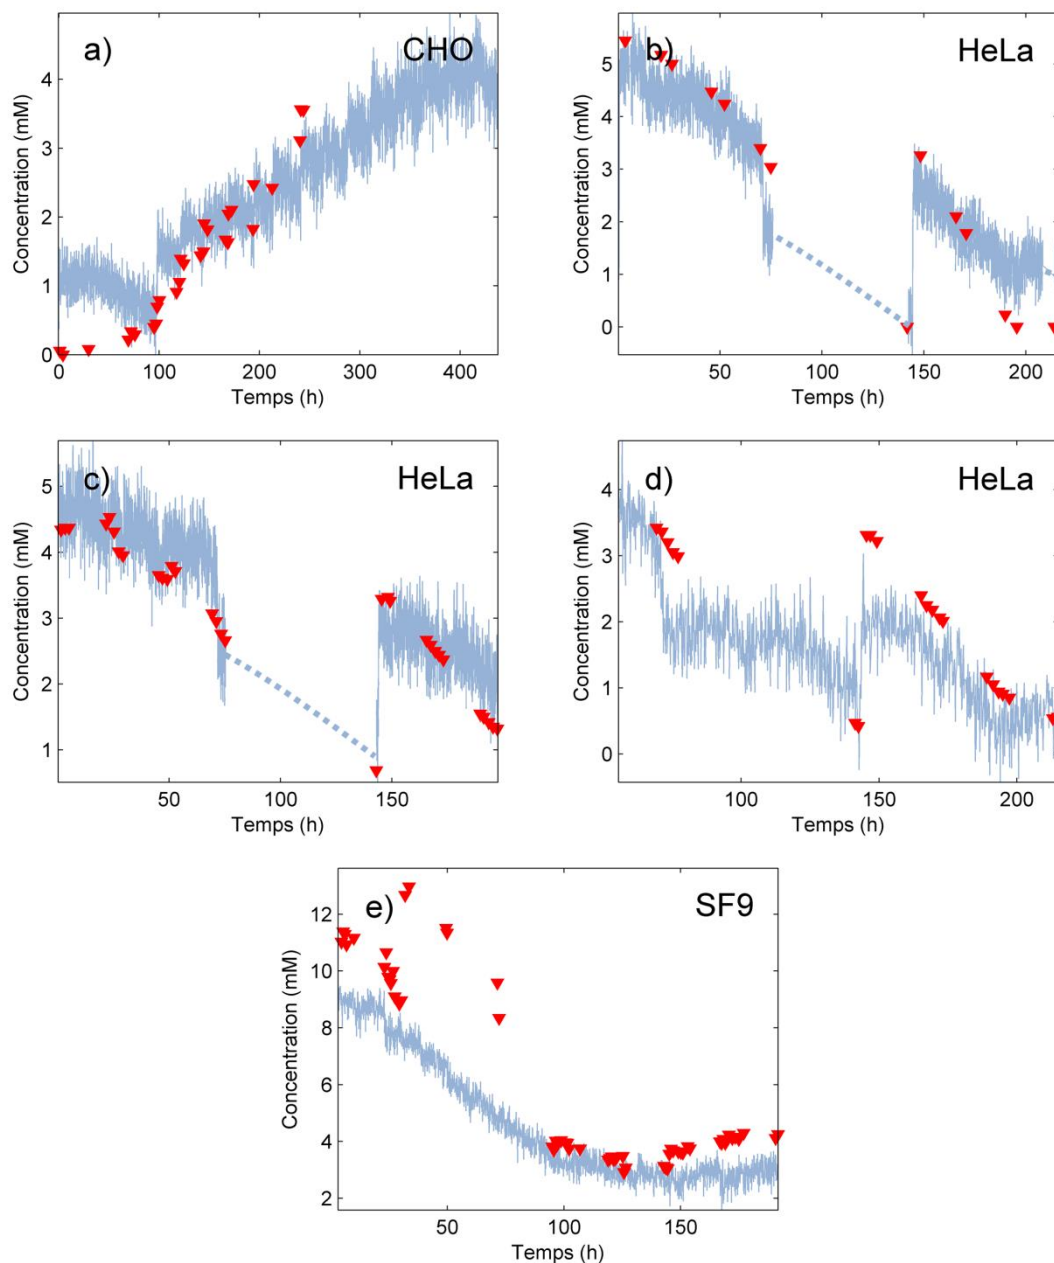 a) CHO
Concentration (mM)
4
3
2
1
0
0 100 200 300 400
Temps (h)
b) HeLa
Concentration (mM)
5
4
3
2
1
0
50 100 150 200
Temps (h)
c) HeLa
Concentration (mM)
5
4
3
2
1
50 100 150
Temps (h)
d) HeLa
Concentration (mM)
4
3
2
1
0
100 150 200
Temps (h)
e) SF9
Concentration (mM)
12
10
8
6
4
2
50 100 150
Temps (h)